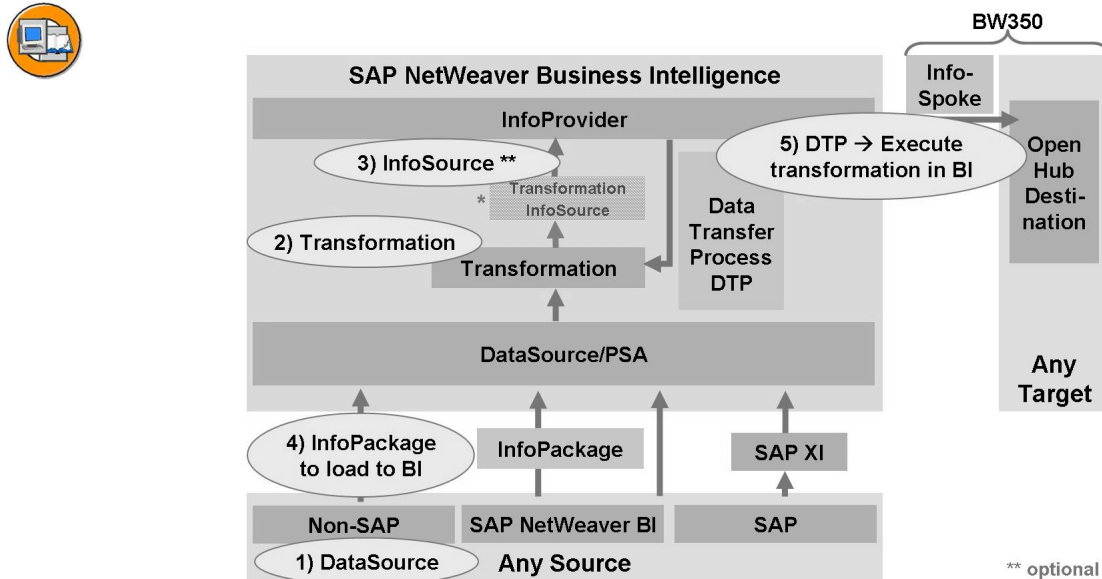 BW350
SAP NetWeaver Business Intelligence
Info-
Spoke
InfoProvider
3) InfoSource **
5) DTP → Execute
transformation in BI
Open
Hub
Desti-
nation
*
Transformation
InfoSource
Data
Transfer
Process
DTP
2) Transformation
Transformation
DataSource/PSA
Any
Target
4) InfoPackage
to load to BI
InfoPackage
SAP XI
Non-SAP
SAP NetWeaver BI
SAP
1) DataSource
Any Source
** optional